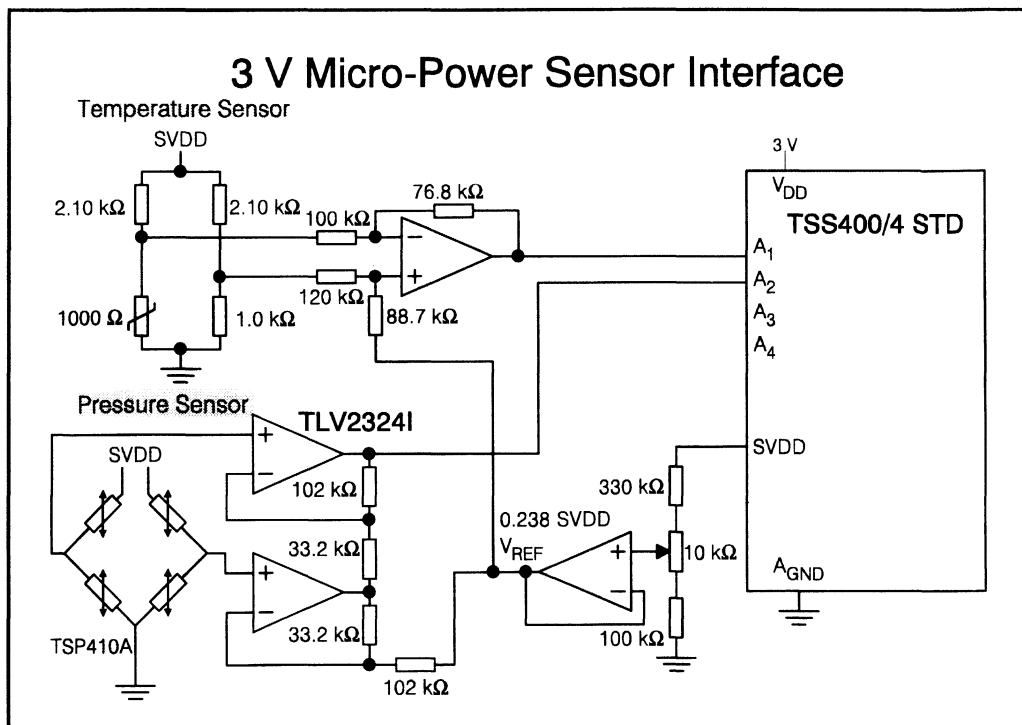 3 V Micro-Power Sensor Interface
Temperature Sensor
SVDD
2.10 kΩ
2.10 kΩ
100 kΩ
76.8 kΩ
−
+
120 kΩ
88.7 kΩ
1000 Ω
1.0 kΩ
3 V
VDD
TSS400/4 STD
A1
A2
A3
A4
SVDD
AGND
Pressure Sensor
TLV2324I
SVDD
+
−
102 kΩ
33.2 kΩ
+
−
33.2 kΩ
102 kΩ
TSP410A
0.238 SVDD
VREF
+
−
330 kΩ
10 kΩ
100 kΩ